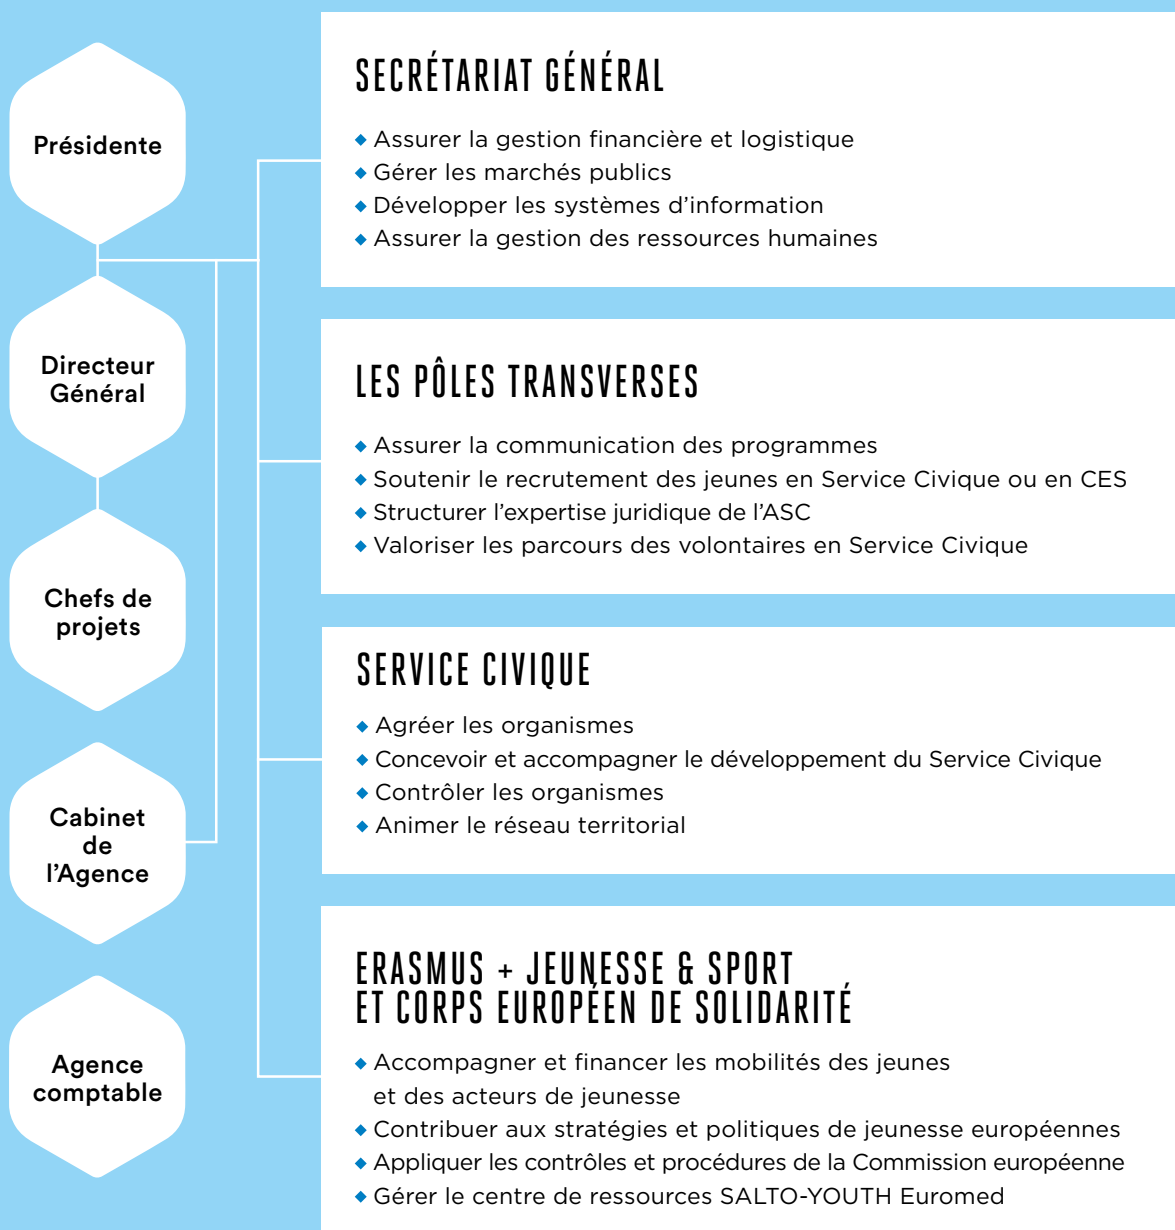 Présidente
Directeur
Général
Chefs de
projets
Cabinet
de
l’Agence
Agence
comptable
SECRÉTARIAT GÉNÉRAL
◆ Assurer la gestion financière et logistique
◆ Gérer les marchés publics
◆ Développer les systèmes d’information
◆ Assurer la gestion des ressources humaines
LES PÔLES TRANSVERSES
◆ Assurer la communication des programmes
◆ Soutenir le recrutement des jeunes en Service Civique ou en CES
◆ Structurer l’expertise juridique de l’ASC
◆ Valoriser les parcours des volontaires en Service Civique
SERVICE CIVIQUE
◆ Agréer les organismes
◆ Concevoir et accompagner le développement du Service Civique
◆ Contrôler les organismes
◆ Animer le réseau territorial
ERASMUS + JEUNESSE & SPORT
ET CORPS EUROPÉEN DE SOLIDARITÉ
◆ Accompagner et financer les mobilités des jeunes
et des acteurs de jeunesse
◆ Contribuer aux stratégies et politiques de jeunesse européennes
◆ Appliquer les contrôles et procédures de la Commission européenne
◆ Gérer le centre de ressources SALTO-YOUTH Euromed